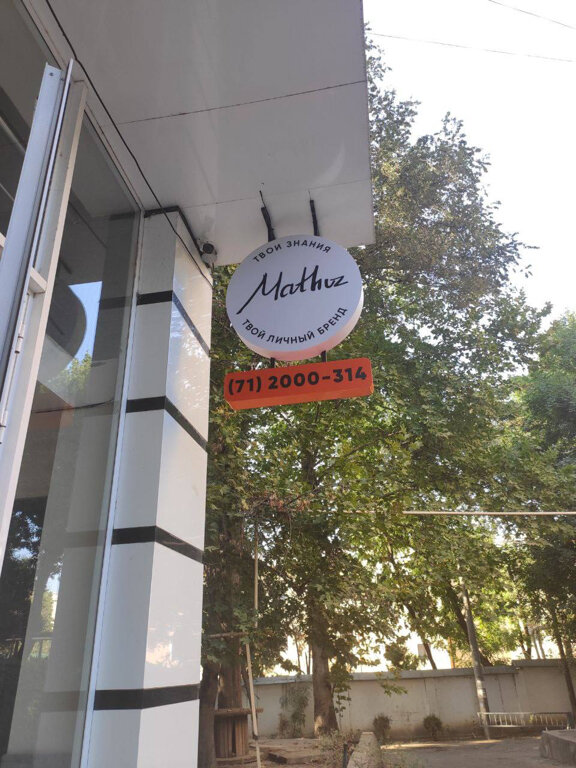 ТВОИ ЗНАНИЯ
Mathuz
ТВОЙ ЛИЧНЫЙ БРЕНД
(71) 2000-314